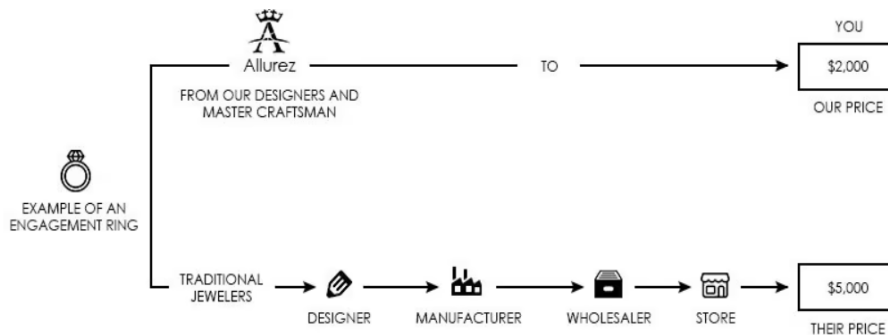 YOU
Allurez
TO
$2,000
FROM OUR DESIGNERS AND
MASTER CRAFTSMAN
OUR PRICE
EXAMPLE OF AN
ENGAGEMENT RING
TRADITIONAL
JEWELERS
$5,000
DESIGNER
MANUFACTURER
WHOLESALER
STORE
THEIR PRICE